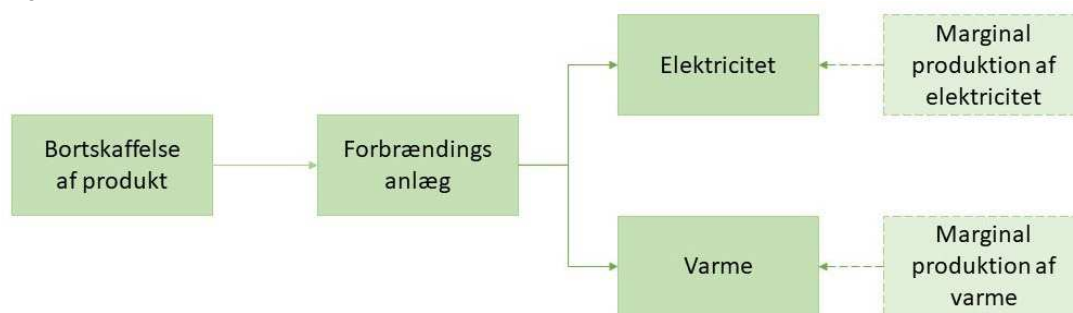 Bortskaffelse
af produkt
Forbrændings
anlæg
Elektricitet
Varme
Marginal
produktion af
elektricitet
Marginal
produktion af
varme